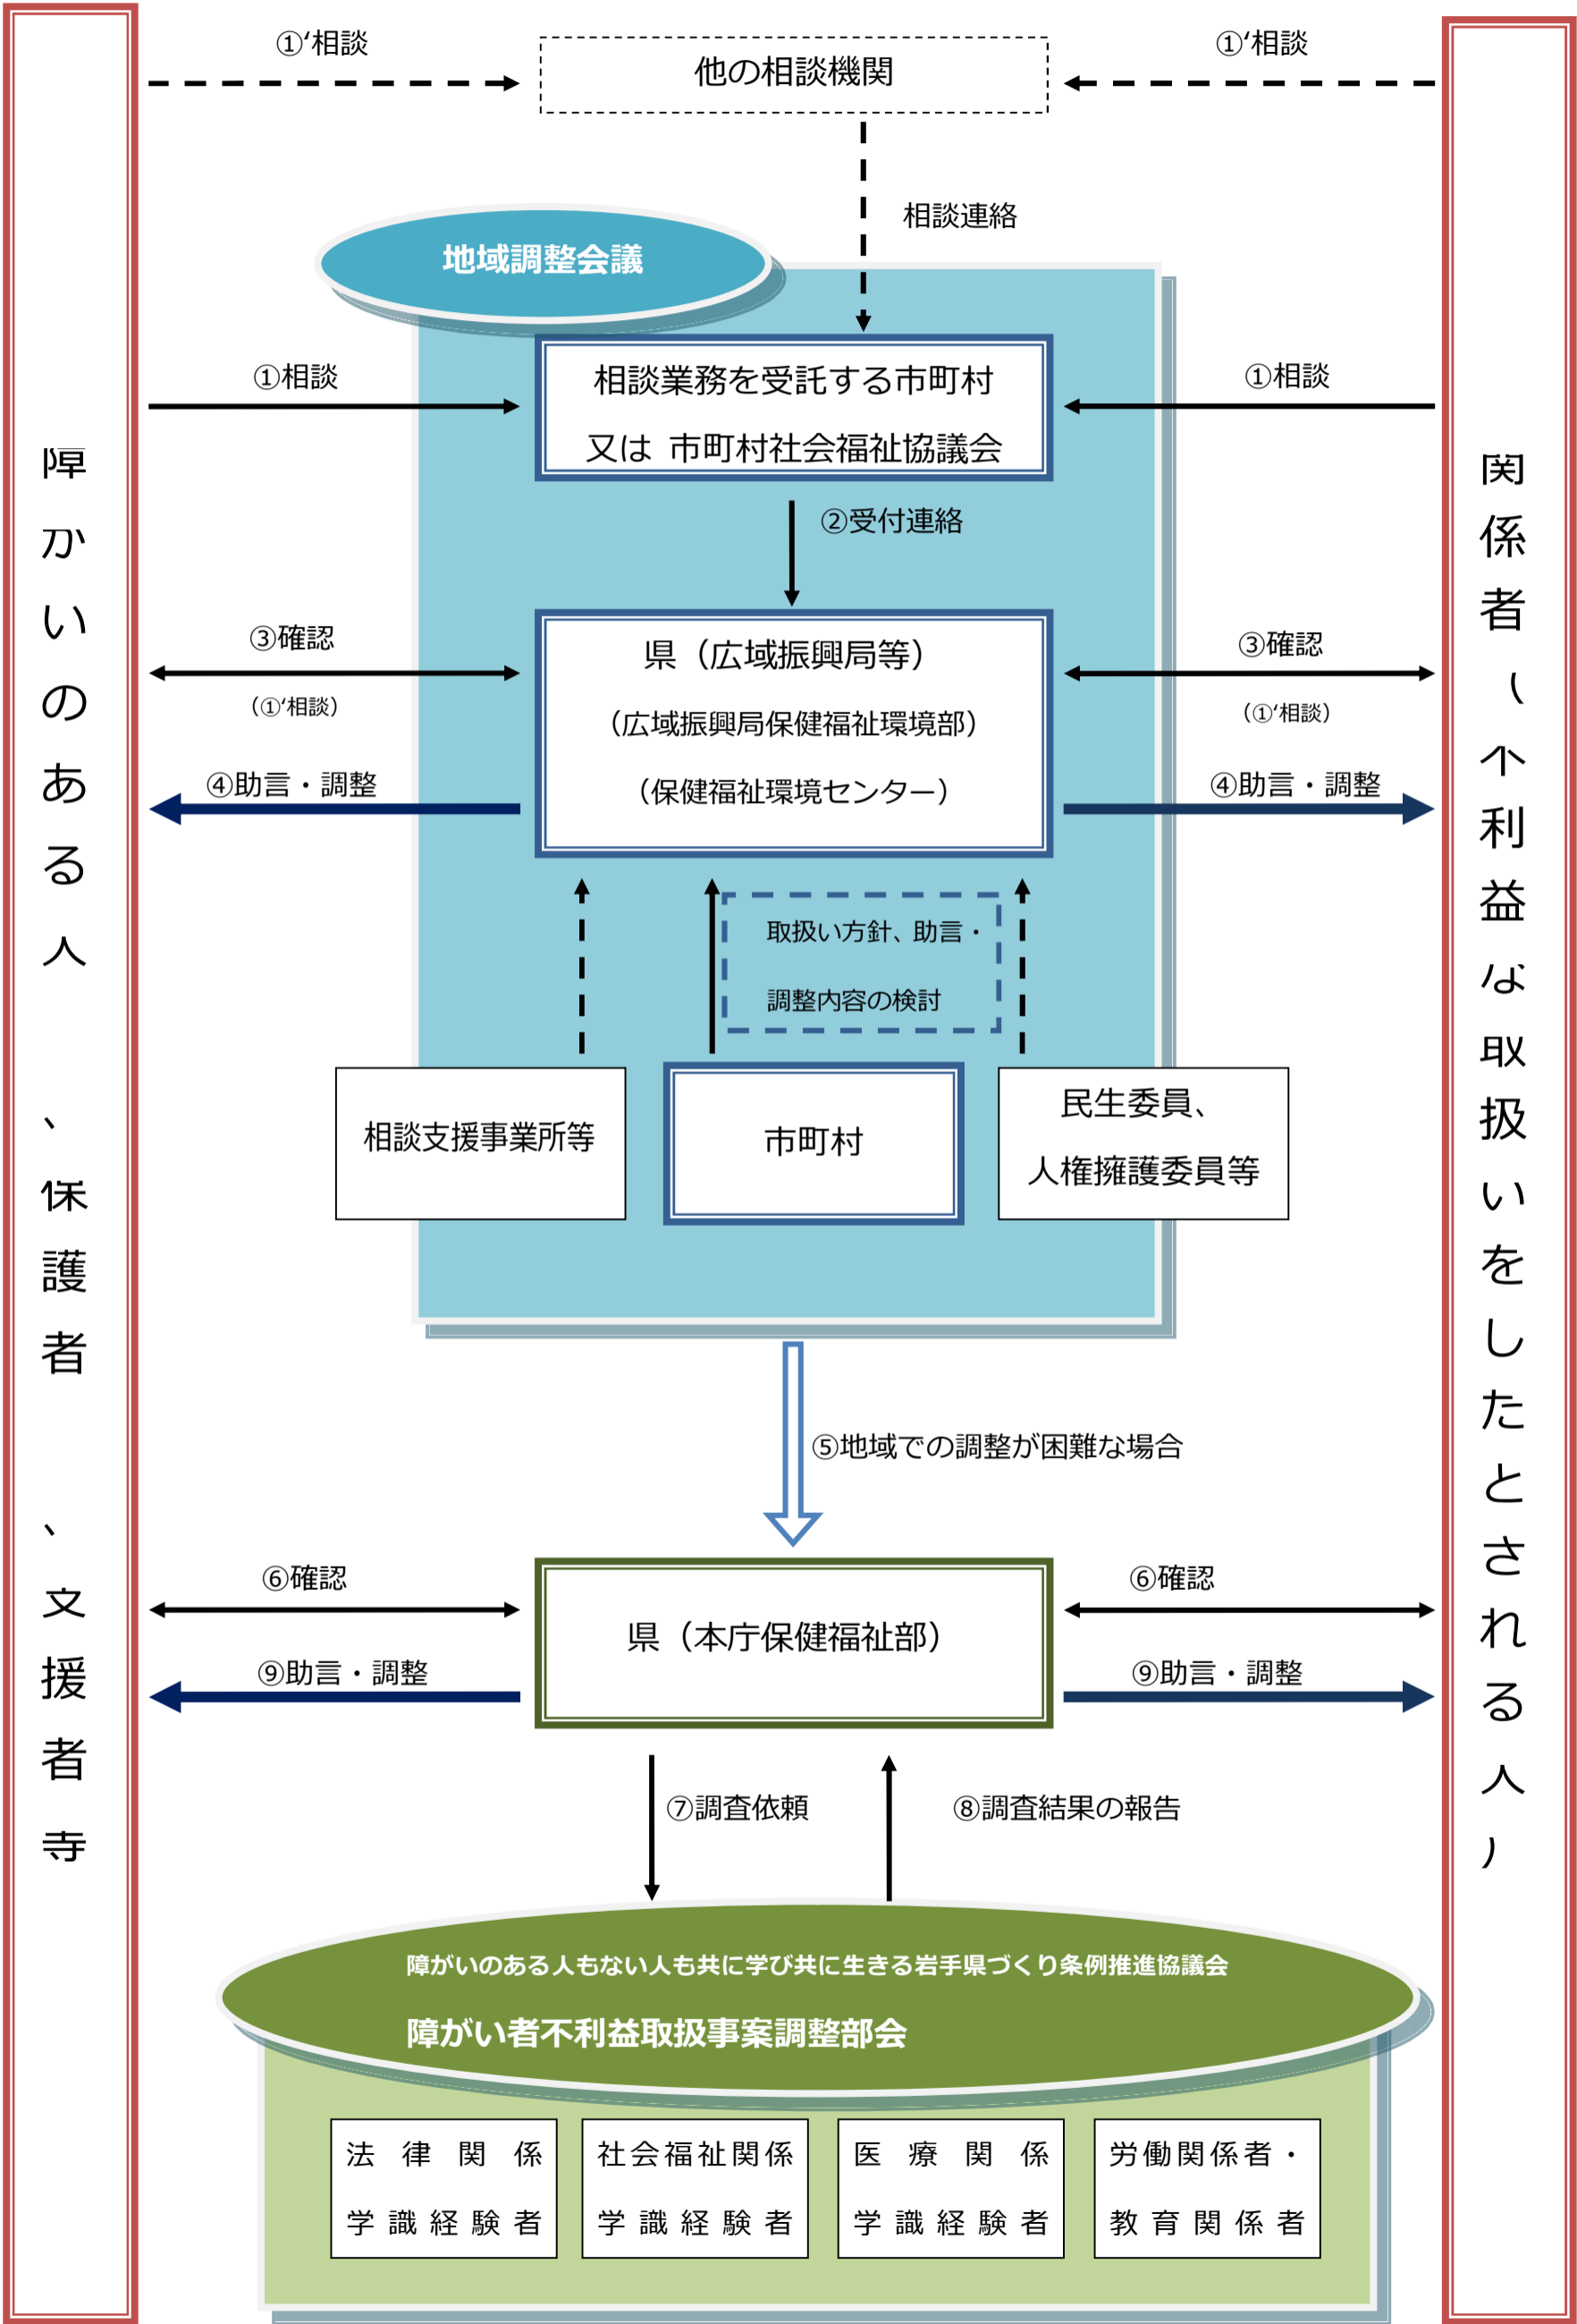 ①‘相談
他の相談機関
①‘相談
相談連絡
地域調整会議
①相談
相談業務を受託する市町村
又は 市町村社会福祉協議会
①相談
②受付連絡
③確認
（①‘相談）
④助言・調整
県（広域振興局等）
（広域振興局保健福祉環境部）
（保健福祉環境センター）
③確認
（①‘相談）
④助言・調整
取扱い方針、助言・
調整内容の検討
相談支援事業所等
市町村
民生委員、
人権擁護委員等
⑤地域での調整が困難な場合
⑥確認
⑨助言・調整
県（本庁保健福祉部）
⑥確認
⑨助言・調整
⑦調査依頼
⑧調査結果の報告
障がいのある人もない人も共に学び共に生きる岩手県づくり条例推進協議会
障がい者不利益取扱事案調整部会
法律関係
学識経験者
社会福祉関係
学識経験者
医療関係
学識経験者
労働関係者・
教育関係者
障がいのある人、保護者、支援者等
関係者（不利益な取扱いをしたとされる人）